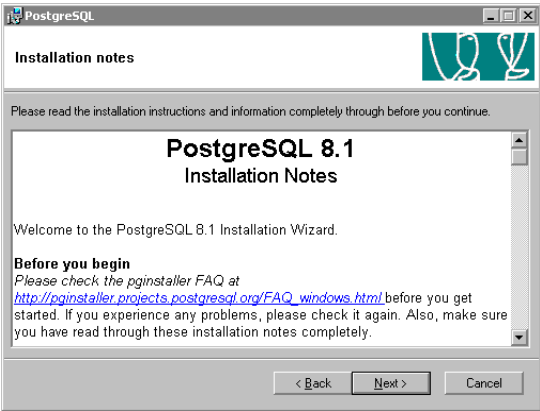 PostgreSQL
Installation notes
Please read the installation instructions and information completely through before you continue.
PostgreSQL 8.1
Installation Notes
Welcome to the PostgreSQL 8.1 Installation Wizard.
Before you begin
Please check the pginstaller FAQ at
http://pginstaller.projects.postgresql.org/FAQ_windows.html before you get
started. If you experience any problems, please check it again. Also, make sure
you have read through these installation notes completely.
< Back Next > Cancel